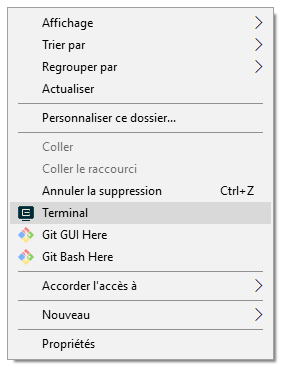 Affichage
Trier par
Regrouper par
Actualiser
Personnaliser ce dossier...
Coller
Coller le raccourci
Annuler la suppression Ctrl+Z
Terminal
Git GUI Here
Git Bash Here
Accorder l'accès à
Nouveau
Propriétés